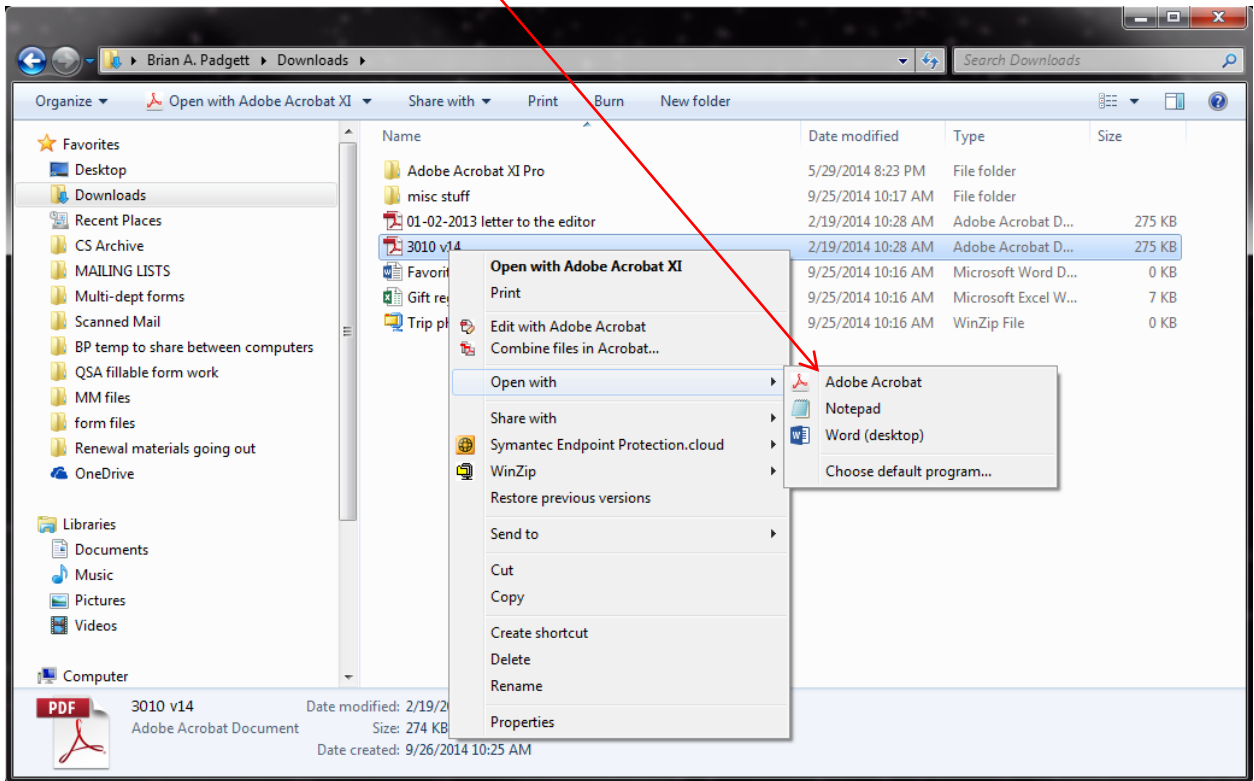 Brian A. Padgett Downloads
Search Downloads
Organize Open with Adobe Acrobat XI Share with Print Burn New folder
Favorites
Desktop
Downloads
Recent Places
CS Archive
MAILING LISTS
Multi-dept forms
Scanned Mail
BP temp to share between computers
QSA fillable form work
MM files
form files
Renewal materials going out
OneDrive
Libraries
Documents
Music
Pictures
Videos
Computer
Name Date modified Type Size
Adobe Acrobat XI Pro 5/29/2014 8:23 PM File folder
misc stuff 9/25/2014 10:17 AM File folder
01-02-2013 letter to the editor 2/19/2014 10:28 AM Adobe Acrobat D... 275 KB
3010 v14 2/19/2014 10:28 AM Adobe Acrobat D... 275 KB
Favorit 9/25/2014 10:16 AM Microsoft Word D... 0 KB
Gift re 9/25/2014 10:16 AM Microsoft Excel W... 7 KB
Trip ph 9/25/2014 10:16 AM WinZip File 0 KB
Open with Adobe Acrobat XI
Print
Edit with Adobe Acrobat
Combine files in Acrobat...
Open with
Share with
Symantec Endpoint Protection.cloud
WinZip
Restore previous versions
Send to
Cut
Copy
Create shortcut
Delete
Rename
Properties
Adobe Acrobat
Notepad
Word (desktop)
Choose default program...
PDF
3010 v14 Date modified: 2/19/20
Adobe Acrobat Document Size: 274 KB
Date created: 9/26/2014 10:25 AM